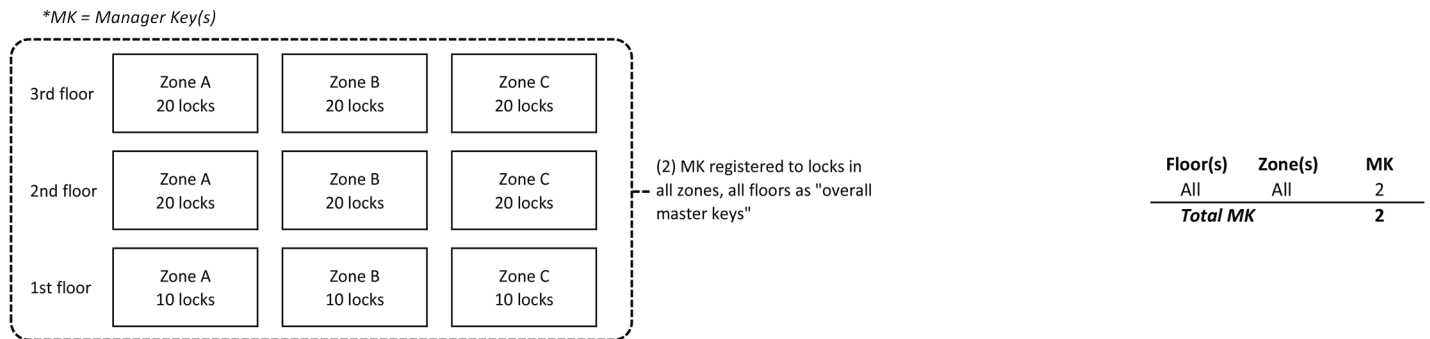 *MK = Manager Key(s)
3rd floor
Zone A
20 locks
Zone B
20 locks
Zone C
20 locks
2nd floor
Zone A
20 locks
Zone B
20 locks
Zone C
20 locks
1st floor
Zone A
10 locks
Zone B
10 locks
Zone C
10 locks
(2) MK registered to locks in
all zones, all floors as "overall
master keys"
Floor(s) Zone(s) MK
All All 2
Total MK 2